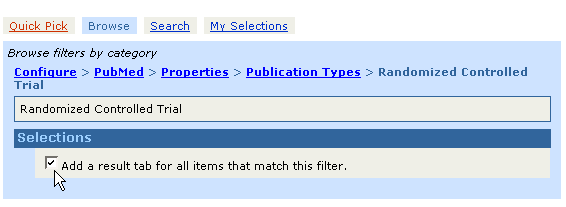 Quick Pick Browse Search My Selections
Browse filters by category
Configure > PubMed > Properties > Publication Types > Randomized Controlled
Trial
Randomized Controlled Trial
Selections
Add a result tab for all items that match this filter.